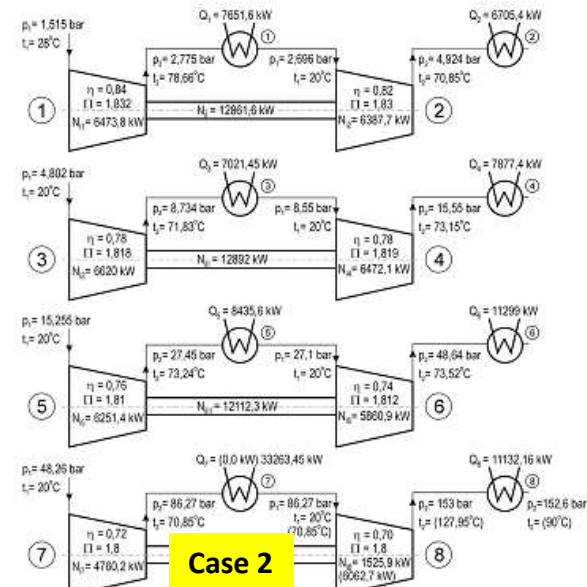 p₁= 1,515 bar
t₁= 28°C
Q₁ = 7651,6 kW
①
p₂= 2,775 bar
t₂= 78,66°C
p₁= 2,696 bar
t₁= 20°C
Q₂ = 6705,4 kW
②
p₂= 4,924 bar
t₂= 70,85°C
①
η = 0,84
Π = 1,832
Nᵢ₁= 6473,8 kW
= 12861,6 kW
η = 0,82
Π = 1,83
Nᵢ₂= 6387,7 kW
②
p₁= 4,802 bar
t₁= 20°C
Q₃ = 7021,45 kW
③
p₂= 8,734 bar
t₂= 71,83°C
p₁= 8,55 bar
t₁= 20°C
Q₄ = 7877,4 kW
④
p₂= 15,55 bar
t₂= 73,15°C
③
η = 0,78
Π = 1,818
Nᵢ₃= 6620 kW
= 12892 kW
η = 0,78
Π = 1,819
Nᵢ₄= 6472,1 kW
④
p₁= 15,255 bar
t₁= 20°C
Q₅ = 8435,6 kW
⑤
p₂= 27,45 bar
t₂= 73,24°C
p₁= 27,1 bar
t₁= 20°C
Q₆ = 11299 kW
⑥
p₂= 48,64 bar
t₂= 73,52°C
⑤
η = 0,76
Π = 1,81
Nᵢ₅= 6251,4 kW
= 12112,3 kW
η = 0,74
Π = 1,812
= 5860,9 kW
⑥
p₁= 48,26 bar
t₁= 20°C
Q₇ = (0,0 kW) 33263,45 kW
⑦
p₂= 86,27 bar
t₂= 70,85°C
p₁= 86,27 bar
t₁= 20°C
(70,85°C)
Q₈ = 11132,16 kW
⑧
p₂= 153 bar
t₂= (127,95°C)
p₂=152,6 bar
t₂= (90°C)
⑦
η = 0,72
Π = 1,8
Nᵢ₇= 4760,2 kW
Case 2
η = 0,70
Π = 1,8
= 1525,9 kW
(6062,7 kW)
⑧